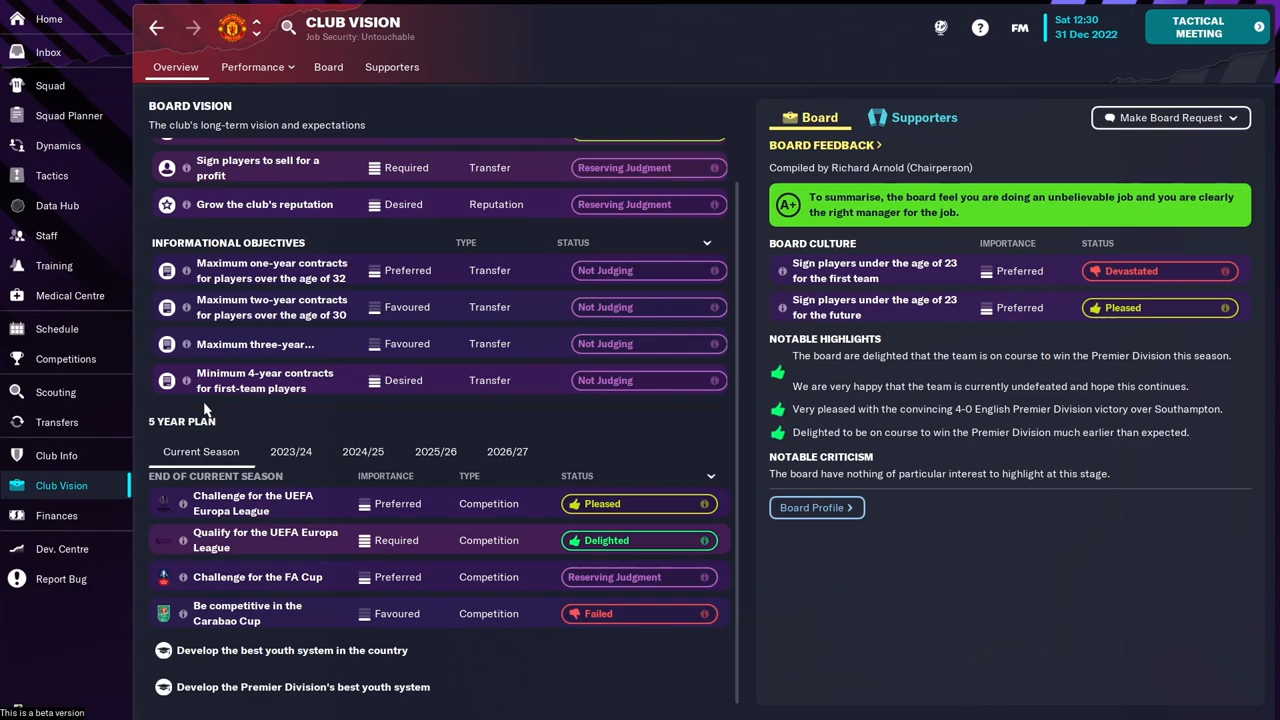 Home
Inbox
Squad
Squad Planner
Dynamics
Tactics
Data Hub
Staff
Training
Medical Centre
Schedule
Competitions
Scouting
Transfers
Club Info
Club Vision
Finances
Dev. Centre
Report Bug
This is a beta version
CLUB VISION
Job Security: Untouchable
FM
Sat 12:30
31 Dec 2022
TACTICAL
MEETING
Overview
Performance
Board
Supporters
BOARD VISION
The club's long-term vision and expectations
Sign players to sell for a
profit
Required
Transfer
Reserving Judgment
Grow the club's reputation
Desired
Reputation
Reserving Judgment
INFORMATIONAL OBJECTIVES
TYPE
STATUS
Maximum one-year contracts
for players over the age of 32
Preferred
Transfer
Not Judging
Maximum two-year contracts
for players over the age of 30
Favoured
Transfer
Not Judging
Maximum three-year...
Favoured
Transfer
Not Judging
Minimum 4-year contracts
for first-team players
Desired
Transfer
Not Judging
5 YEAR PLAN
Current Season
2023/24
2024/25
2025/26
2026/27
END OF CURRENT SEASON
IMPORTANCE
TYPE
STATUS
Challenge for the UEFA
Europa League
Preferred
Competition
Pleased
Qualify for the UEFA Europa
League
Required
Competition
Delighted
Challenge for the FA Cup
Preferred
Competition
Reserving Judgment
Be competitive in the
Carabao Cup
Favoured
Competition
Failed
Develop the best youth system in the country
Develop the Premier Division's best youth system
Board
Supporters
Make Board Request
BOARD FEEDBACK
Compiled by Richard Arnold (Chairperson)
A+
To summarise, the board feel you are doing an unbelievable job and you are clearly
the right manager for the job.
BOARD CULTURE
IMPORTANCE
STATUS
Sign players under the age of 23
for the first team
Preferred
Devastated
Sign players under the age of 23
for the future
Preferred
Pleased
NOTABLE HIGHLIGHTS
The board are delighted that the team is on course to win the Premier Division this season.
We are very happy that the team is currently undefeated and hope this continues.
Very pleased with the convincing 4-0 English Premier Division victory over Southampton.
Delighted to be on course to win the Premier Division much earlier than expected.
NOTABLE CRITICISM
The board have nothing of particular interest to highlight at this stage.
Board Profile